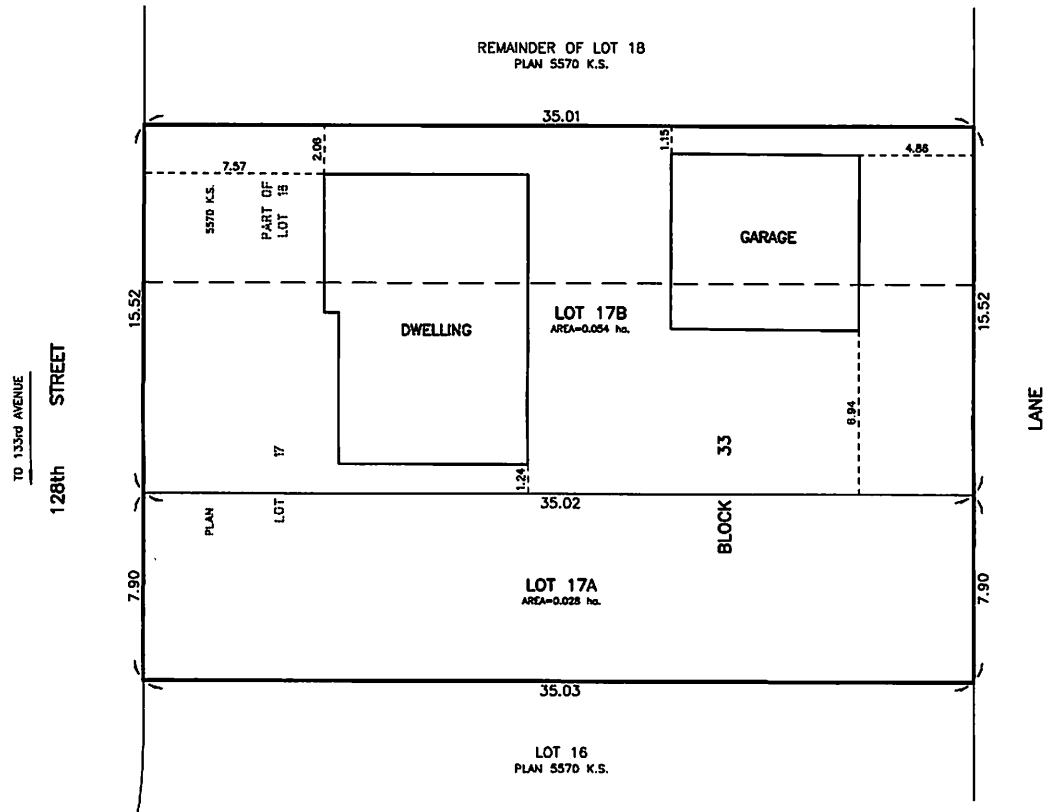 REMAINDER OF LOT 18
PLAN 5570 K.S.
35.01
2.06
1.15
4.86
7.57
5570 K.S.
PART OF
LOT 18
GARAGE
15.52
15.52
LOT 17B
AREA=0.054 ha.
DWELLING
TO 133rd AVENUE
128th STREET
LANE
6.94
33
17
1.24
35.02
PLAN
LOT
BLOCK
7.90
7.90
LOT 17A
AREA=0.028 ha.
35.03
LOT 16
PLAN 5570 K.S.